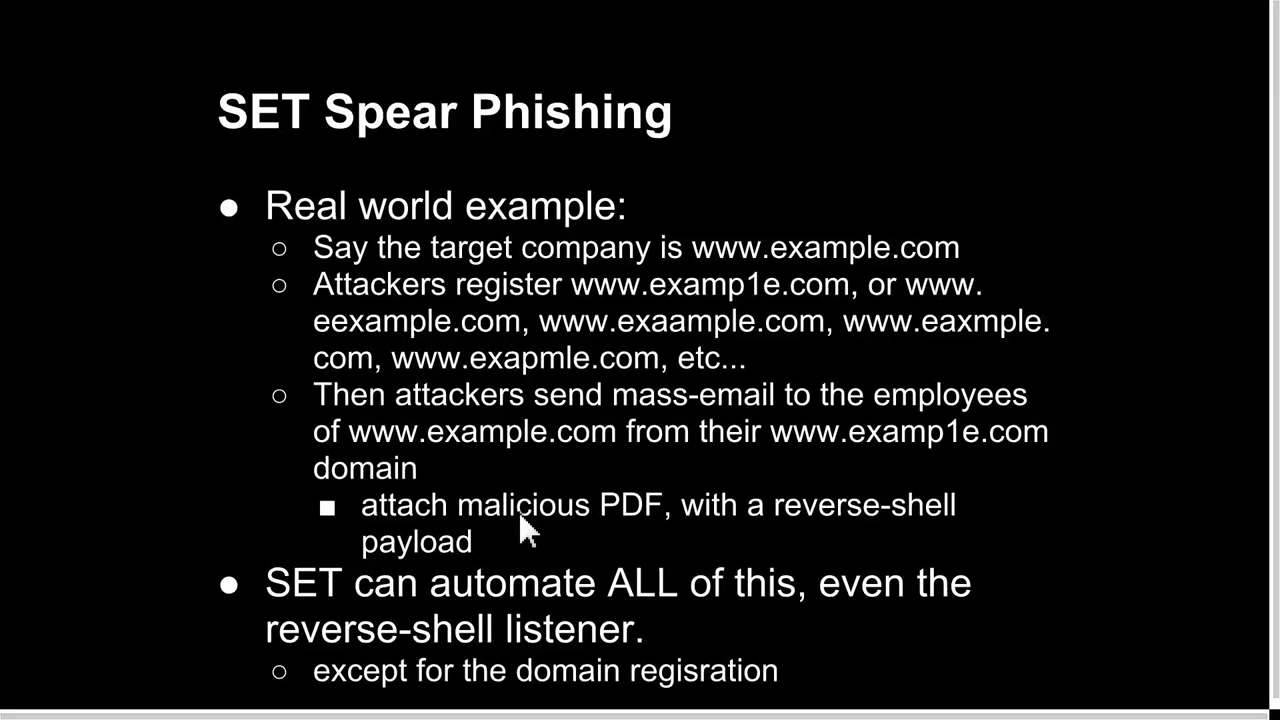 SET Spear Phishing
● Real world example:
○ Say the target company is www.example.com
○ Attackers register www.examp1e.com, or www.
eexample.com, www.exaample.com, www.eaxmple.
com, www.exapmle.com, etc...
○ Then attackers send mass-email to the employees
of www.example.com from their www.examp1e.com
domain
■ attach malicious PDF, with a reverse-shell
payload
● SET can automate ALL of this, even the
reverse-shell listener.
○ except for the domain regisration